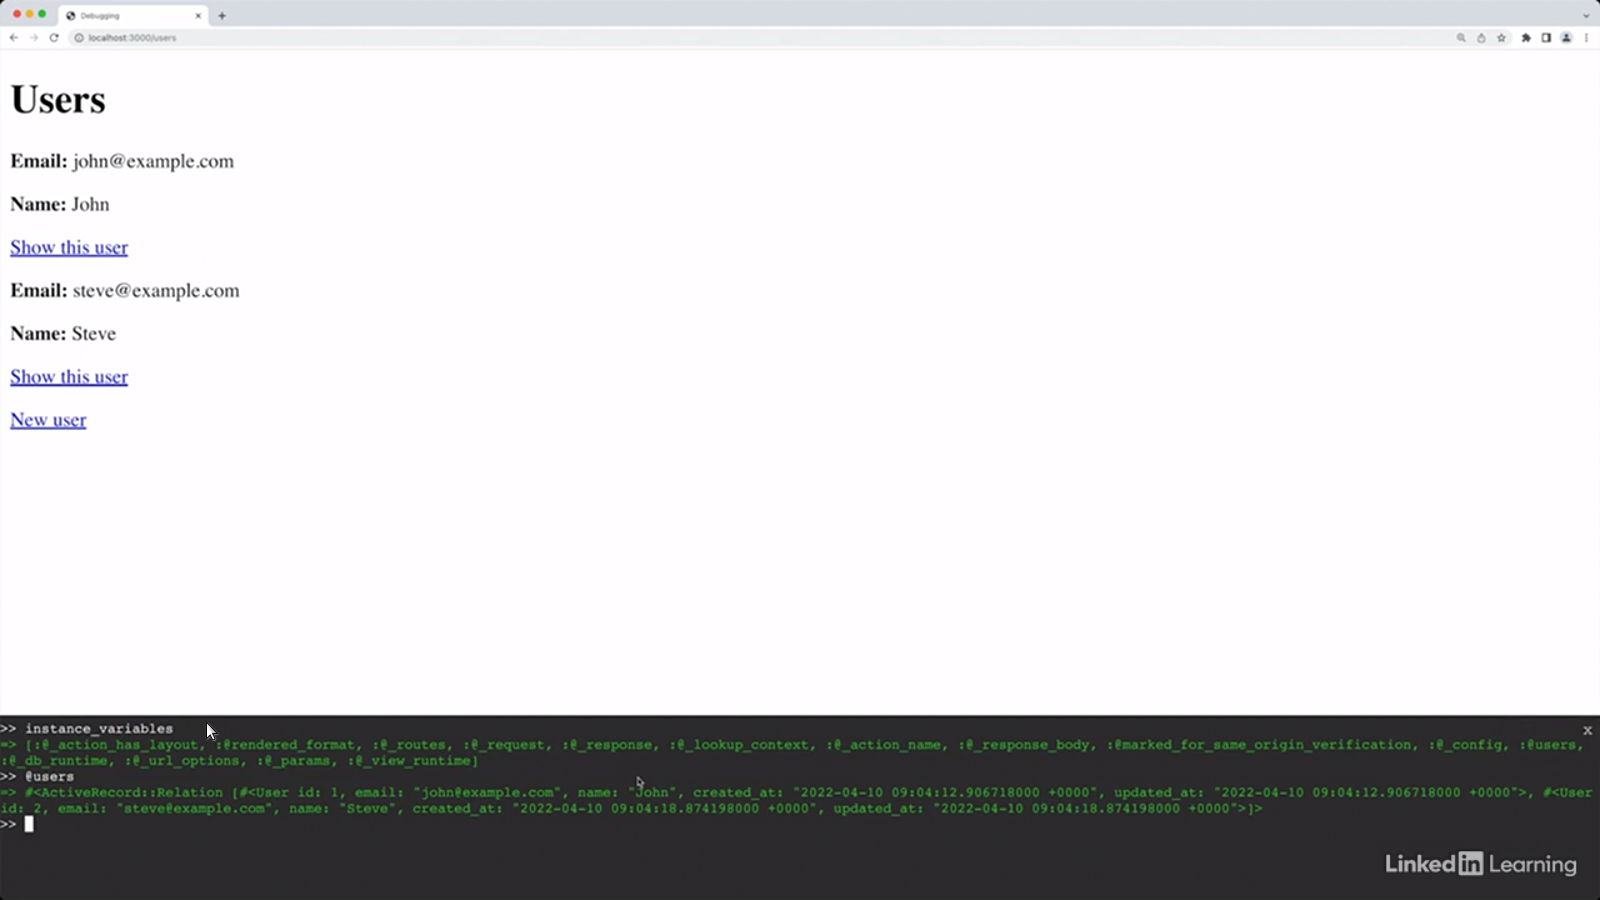 Debugging
localhost:3000/users
Users
Email: john@example.com
Name: John
Show this user
Email: steve@example.com
Name: Steve
Show this user
New user
>> instance_variables
x
=> [:@_action_has_layout, :@rendered_format, :@_routes, :@_request, :@_response, :@_lookup_context, :@_action_name, :@_response_body, :@marked_for_same_origin_verification, :@_config, :@users,
:@_db_runtime, :@_url_options, :@_params, :@_view_runtime]
>> @users
=> #<ActiveRecord::Relation [#<User id: 1, email: "john@example.com", name: "John", created_at: "2022-04-10 09:04:12.906718000 +0000", updated_at: "2022-04-10 09:04:12.906718000 +0000">, #<User
id: 2, email: "steve@example.com", name: "Steve", created_at: "2022-04-10 09:04:18.874198000 +0000", updated_at: "2022-04-10 09:04:18.874198000 +0000">]>
>>
LinkedIn Learning